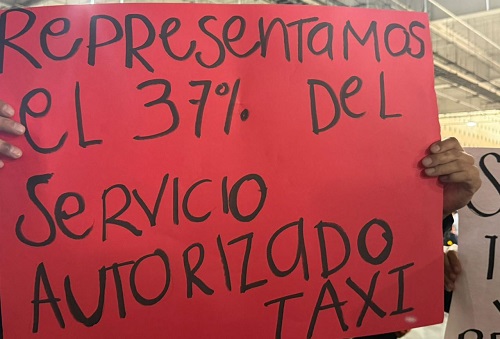 RePResenTaMos
eL 37% DeL
SeRVICIO
AUTORIZaDO
TAXI